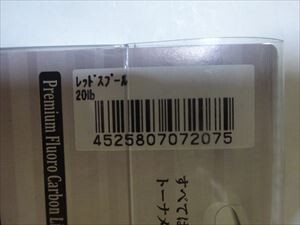 レッドスプール
20lb
4525807072075
Premium Fluoro Carbon
すべては
トーナメ